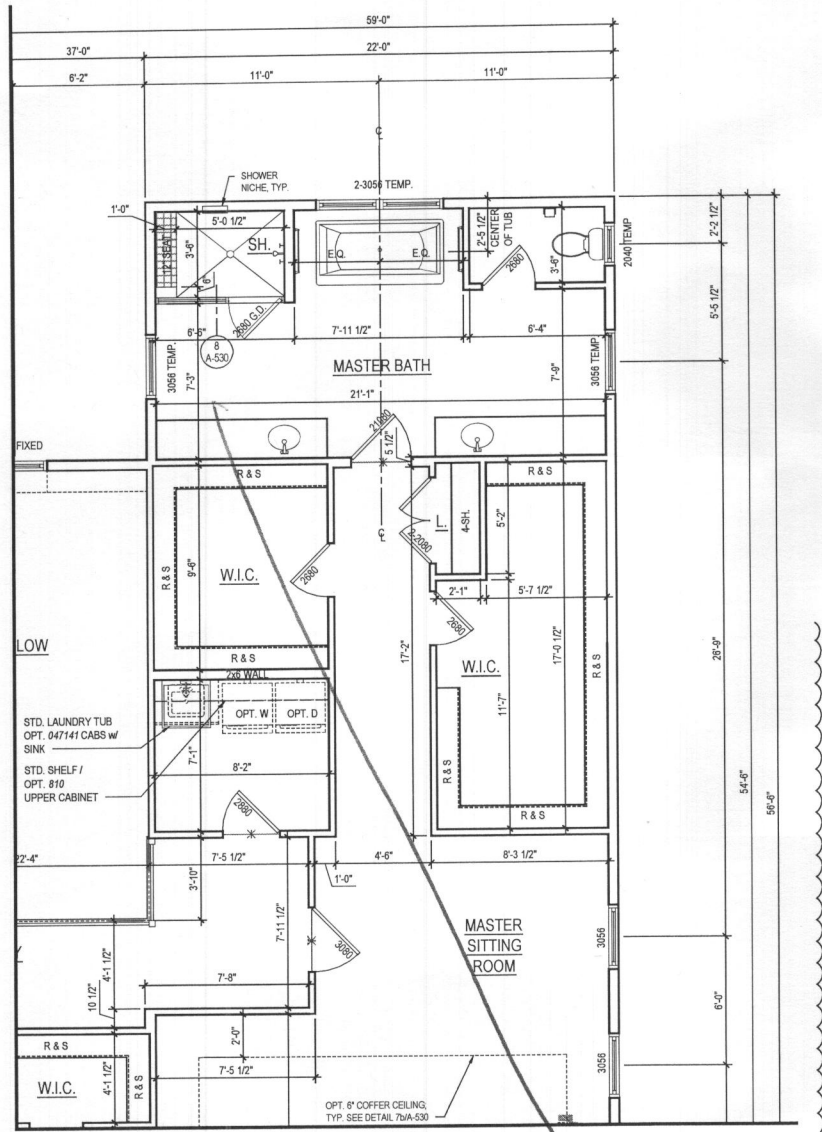 59'-0"
37'-0"
22'-0"
6'-2"
11'-0"
11'-0"
℄
SHOWER
NICHE, TYP.
2-3056 TEMP.
1'-0"
5'-0 1/2"
12" SEAT
3'-6"
SH.
6"
E.Q.
E.Q.
2'-5 1/2"
CENTER
OF TUB
2680
3'-6"
2040 TEMP
2'-2 1/2"
5'-5 1/2"
2680 G.D.
6'-6"
7'-11 1/2"
6'-4"
8
A-530
3056 TEMP.
7'-3"
MASTER BATH
7'-9"
3056 TEMP.
21'-1"
21080
5 1/2"
FIXED
R & S
R & S
R & S
9'-6"
W.I.C.
2680
R & S
℄
L.
4-SH.
2-2080
5'-2"
2'-1"
5'-7 1/2"
2680
17'-2"
W.I.C.
17'-0 1/2"
11'-7"
R & S
R & S
R & S
26'-9"
54'-6"
56'-6"
LOW
2x6 WALL
OPT. W
OPT. D
STD. LAUNDRY TUB
OPT. 047141 CABS w/
SINK
STD. SHELF /
OPT. 810
UPPER CABINET
7'-1"
8'-2"
2880
22'-4"
7'-5 1/2"
4'-6"
8'-3 1/2"
1'-0"
3'-10"
7'-11 1/2"
3080
MASTER
SITTING
ROOM
3056
4'-1 1/2"
7'-8"
10 1/2"
6'-0"
2'-0"
R & S
7'-5 1/2"
3056
W.I.C.
4'-1 1/2"
R & S
OPT. 6" COFFER CEILING,
TYP. SEE DETAIL 7b/A-530